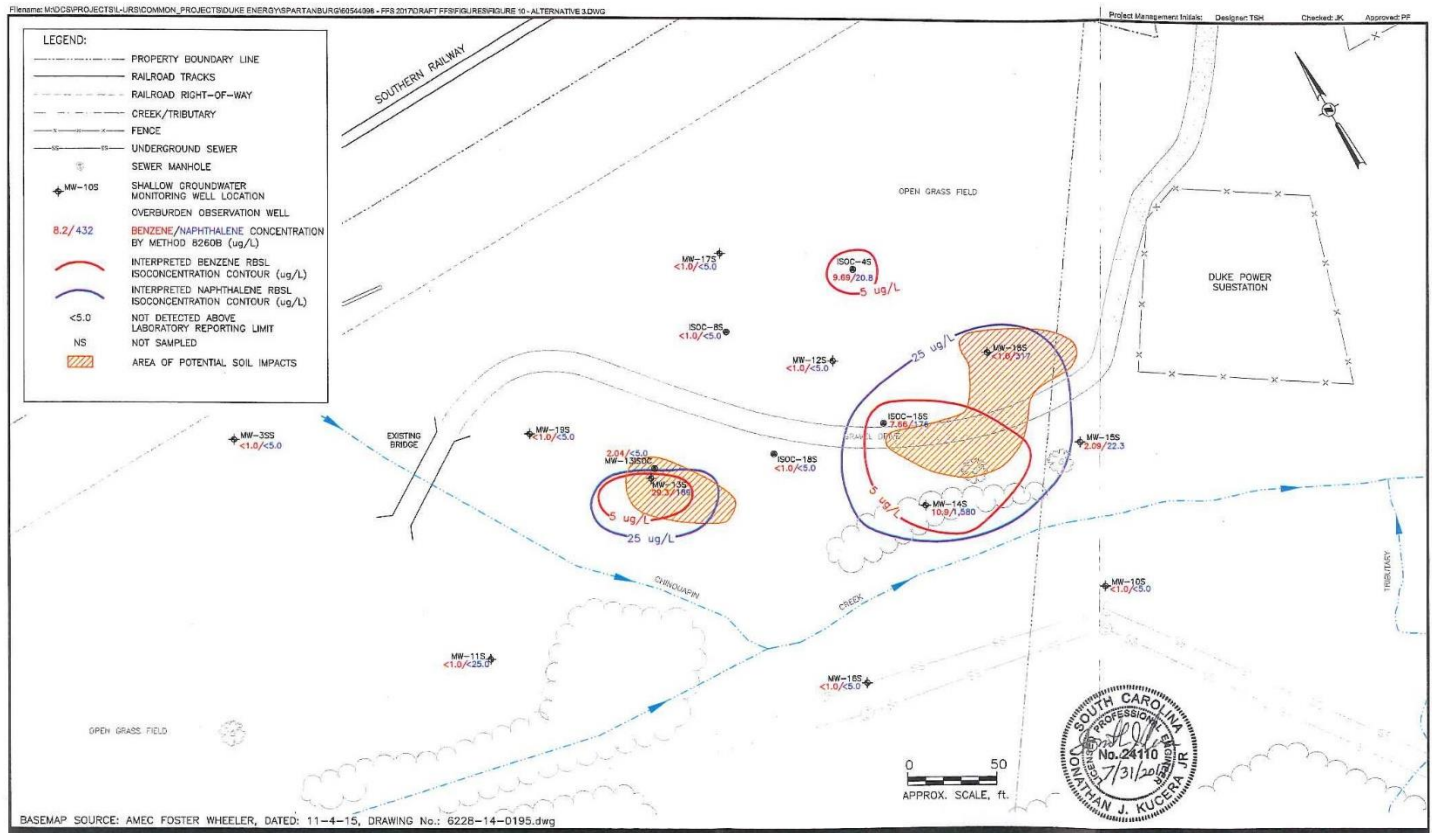 Filename: M:\DCS\PROJECTS\L-URS\COMMON_PROJECTS\DUKE ENERGY\SPARTANBURG\60544098 - FFS 2017\DRAFT FFS\FIGURES\FIGURE 10 - ALTERNATIVE 3.DWG
Project Management Initials: Designer: TSH Checked: JK Approved: PF
LEGEND:
PROPERTY BOUNDARY LINE
RAILROAD TRACKS
RAILROAD RIGHT-OF-WAY
CREEK/TRIBUTARY
FENCE
SS SS UNDERGROUND SEWER
SEWER MANHOLE
MW-10S SHALLOW GROUNDWATER
MONITORING WELL LOCATION
OVERBURDEN OBSERVATION WELL
8.2/432 BENZENE/NAPHTHALENE CONCENTRATION
BY METHOD 8260B (ug/L)
INTERPRETED BENZENE RBSL
ISOCONCENTRATION CONTOUR (ug/L)
INTERPRETED NAPHTHALENE RBSL
ISOCONCENTRATION CONTOUR (ug/L)
<5.0 NOT DETECTED ABOVE
LABORATORY REPORTING LIMIT
NS NOT SAMPLED
AREA OF POTENTIAL SOIL IMPACTS
SOUTHERN RAILWAY
OPEN GRASS FIELD
MW-17S
<1.0/<5.0
ISOC-4S
9.69/20.8
5 ug/L
DUKE POWER
SUBSTATION
ISOC-8S
<1.0/<5.0
MW-12S
<1.0/<5.0
25 ug/L
<1.0/317
ISOC-15S
7.66/176
GRAVEL DRIVE
MW-3SS
<1.0/<5.0
EXISTING
BRIDGE
MW-19S
<1.0/<5.0
2.04/<5.0
MW-13ISOC
MW-13S
ISOC-18S
<1.0/<5.0
MW-15S
2.09/22.3
5 ug/L
25 ug/L
5 ug/L
MW-14S
10.9/1,580
CHINQUAPIN
CREEK
MW-10S
<1.0/<5.0
TRIBUTARY
MW-11S
<1.0/<25.0
<1.0/<5.0
OPEN GRASS FIELD
0 50
APPROX. SCALE, ft.
SOUTH CAROLINA
LICENSED PROFESSIONAL ENGINEER
No. 24110
JONATHAN J. KUCERA JR
BASEMAP SOURCE: AMEC FOSTER WHEELER, DATED: 11-4-15, DRAWING No.: 6228-14-0195.dwg